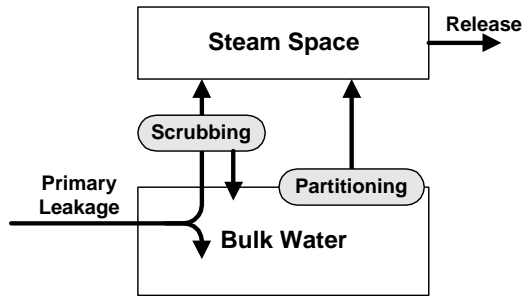 Steam Space
Release
Scrubbing
Partitioning
Primary
Leakage
Bulk Water